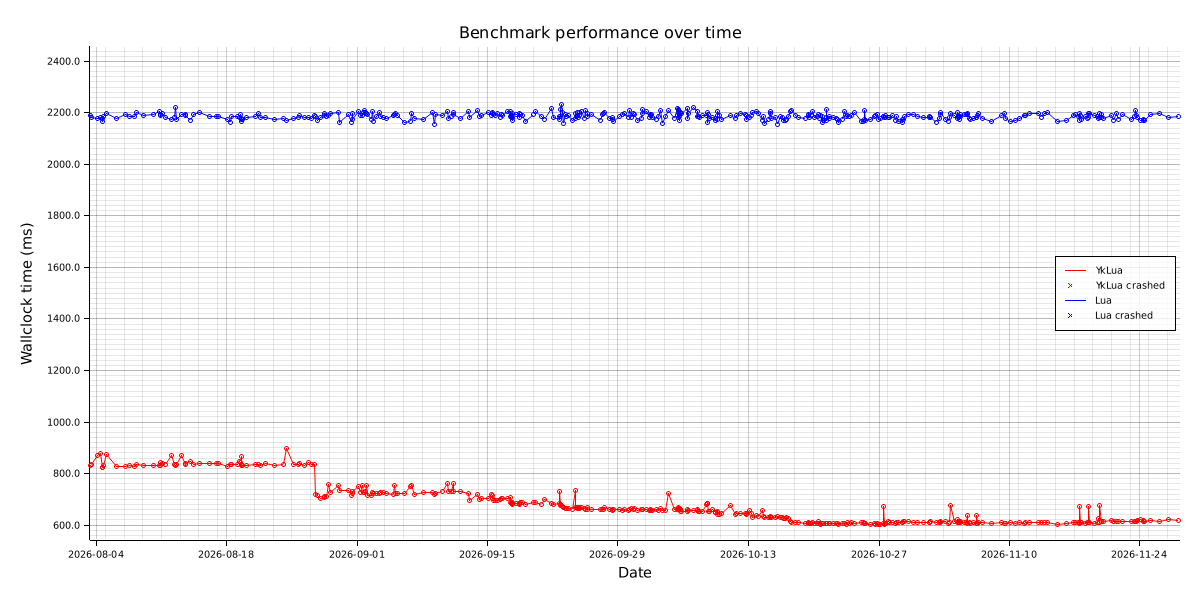 Benchmark performance over time
2400.0
2200.0
2000.0
1800.0
1600.0
1400.0
1200.0
1000.0
800.0
600.0
Wallclock time (ms)
YkLua
YkLua crashed
Lua
Lua crashed
2026-08-04
2026-08-18
2026-09-01
2026-09-15
2026-09-29
2026-10-13
2026-10-27
2026-11-10
2026-11-24
Date